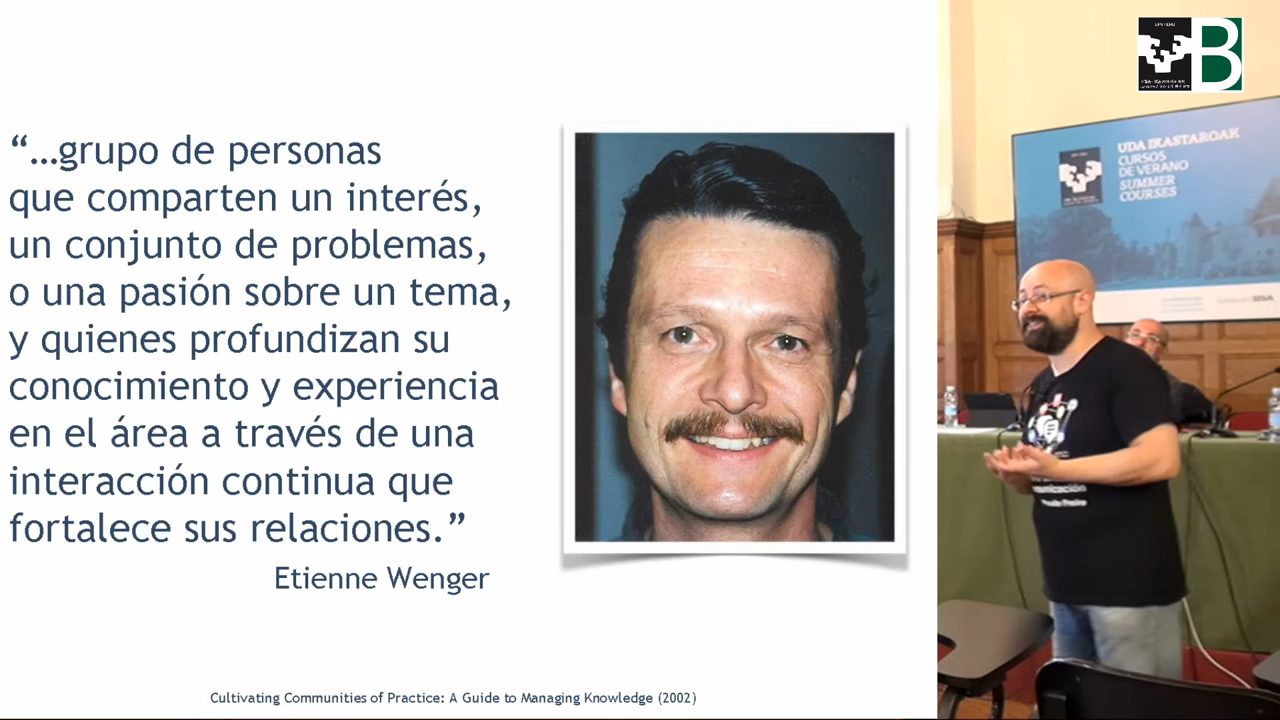 “…grupo de personas
que comparten un interés,
un conjunto de problemas,
o una pasión sobre un tema,
y quienes profundizan su
conocimiento y experiencia
en el área a través de una
interacción continua que
fortalece sus relaciones.”
Etienne Wenger
Cultivating Communities of Practice: A Guide to Managing Knowledge (2002)
B
UDA IKASTAROAK
CURSOS
DE VERANO
SUMMER
COURSES
BBVA